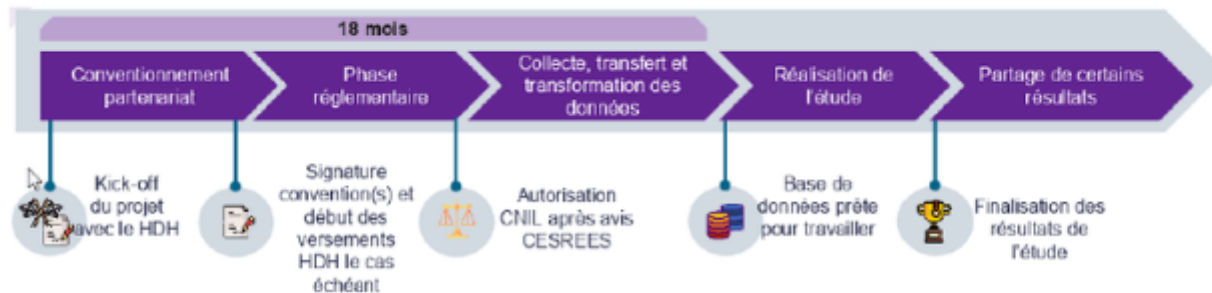 18 mois
Conventionnement
partenariat
Phase
réglementaire
Collecte, transfert et
transformation des
données
Réalisation de
l'étude
Partage de certains
résultats
Kick-off
du projet
avec le HDH
Signature
convention(s) et
début des
versements
HDH le cas
échéant
Autorisation
CNIL après avis
CESREES
Base de
données prête
pour travailler
Finalisation des
résultats de
l'étude